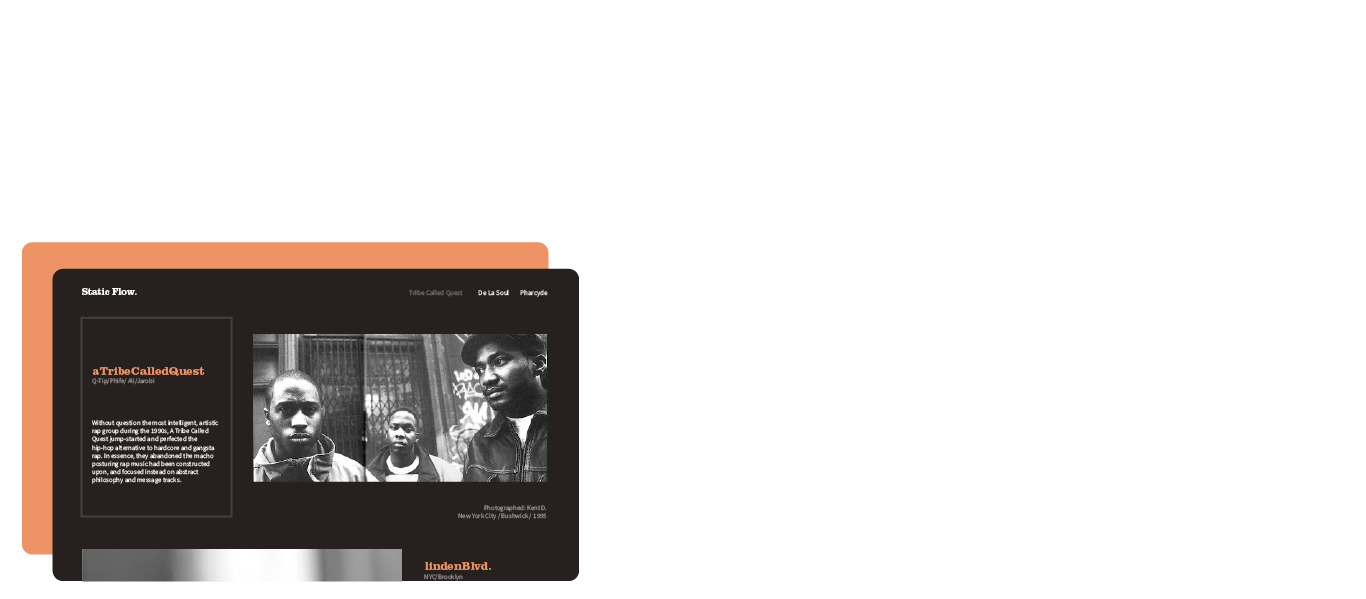 Static Flow.
Tribe Called Quest De La Soul Pharcyde
aTribeCalledQuest
Q-Tip/Phife/ Ali/Jarobi
Without question the most intelligent, artistic
rap group during the 1990s, A Tribe Called
Quest jump-started and perfected the
hip-hop alternative to hardcore and gangsta
rap. In essence, they abandoned the macho
posturing rap music had been constructed
upon, and focused instead on abstract
philosophy and message tracks.
Photographed: Kent D.
New York City / Bushwick / 1995
lindenBlvd.
NYC/Brooklyn